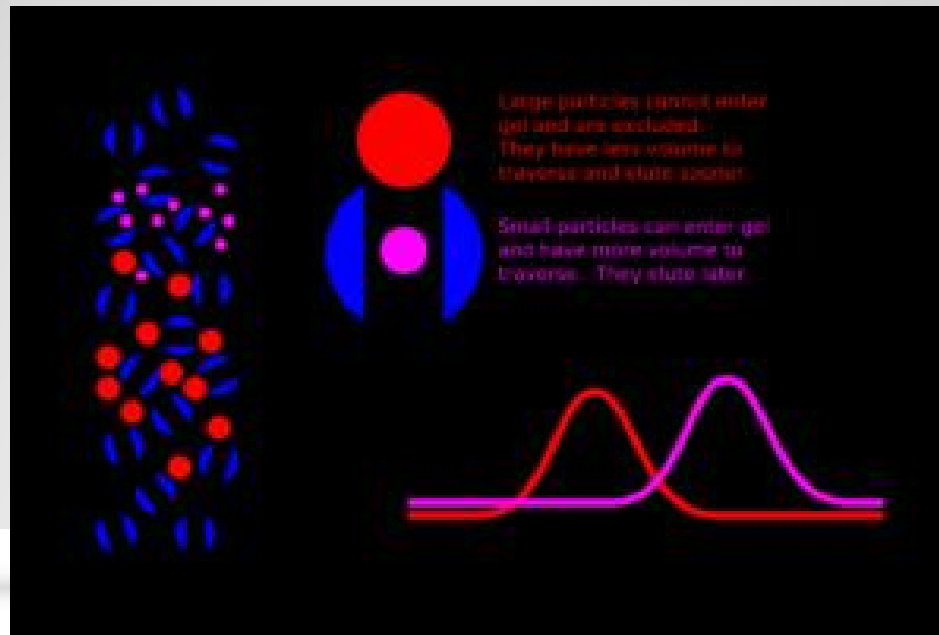 Large particles cannot enter
gel and are excluded.
They have less volume to
traverse and elute sooner.
Small particles can enter gel
and have more volume to
traverse. They elute later.